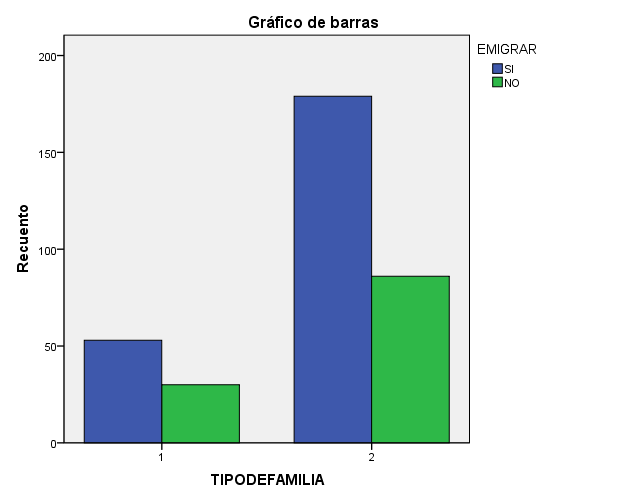 Gráfico de barras
EMIGRAR
SI
NO
200
150
100
50
0
Recuento
1
2
TIPODEFAMILIA